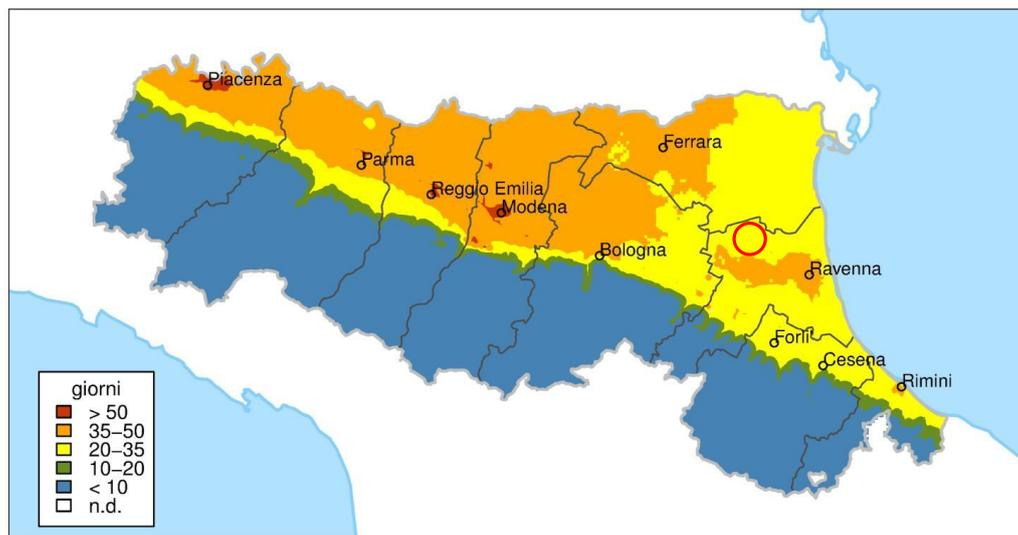 Piacenza
Ferrara
Parma
Reggio Emilia
Modena
Bologna
Ravenna
Forlì
Cesena
Rimini
giorni
> 50
35–50
20–35
10–20
< 10
n.d.